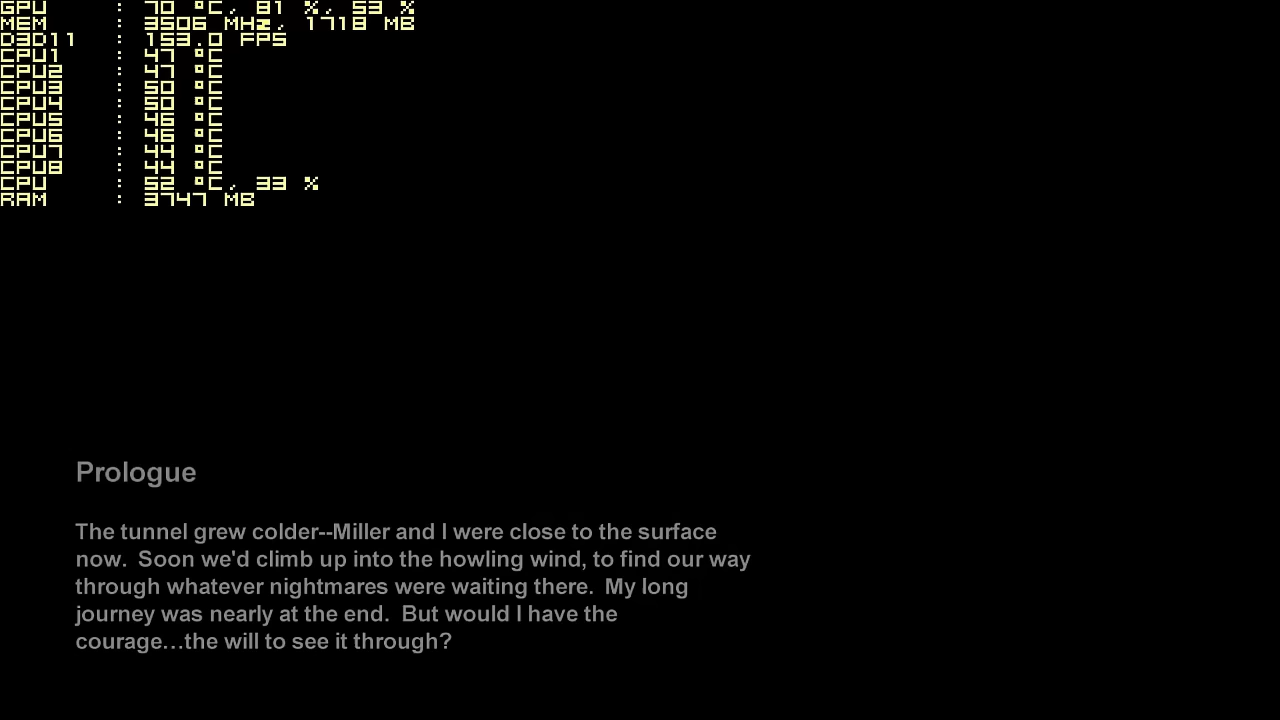 GPU : 70 °C, 81 %, 53 %
MEM : 3506 MHz, 1718 MB
D3D11 : 153.0 FPS
CPU1 : 47 °C
CPU2 : 47 °C
CPU3 : 50 °C
CPU4 : 50 °C
CPU5 : 46 °C
CPU6 : 46 °C
CPU7 : 44 °C
CPU8 : 44 °C
CPU : 52 °C, 33 %
RAM : 3747 MB
Prologue
The tunnel grew colder--Miller and I were close to the surface
now.  Soon we'd climb up into the howling wind, to find our way
through whatever nightmares were waiting there.  My long
journey was nearly at the end.  But would I have the
courage...the will to see it through?